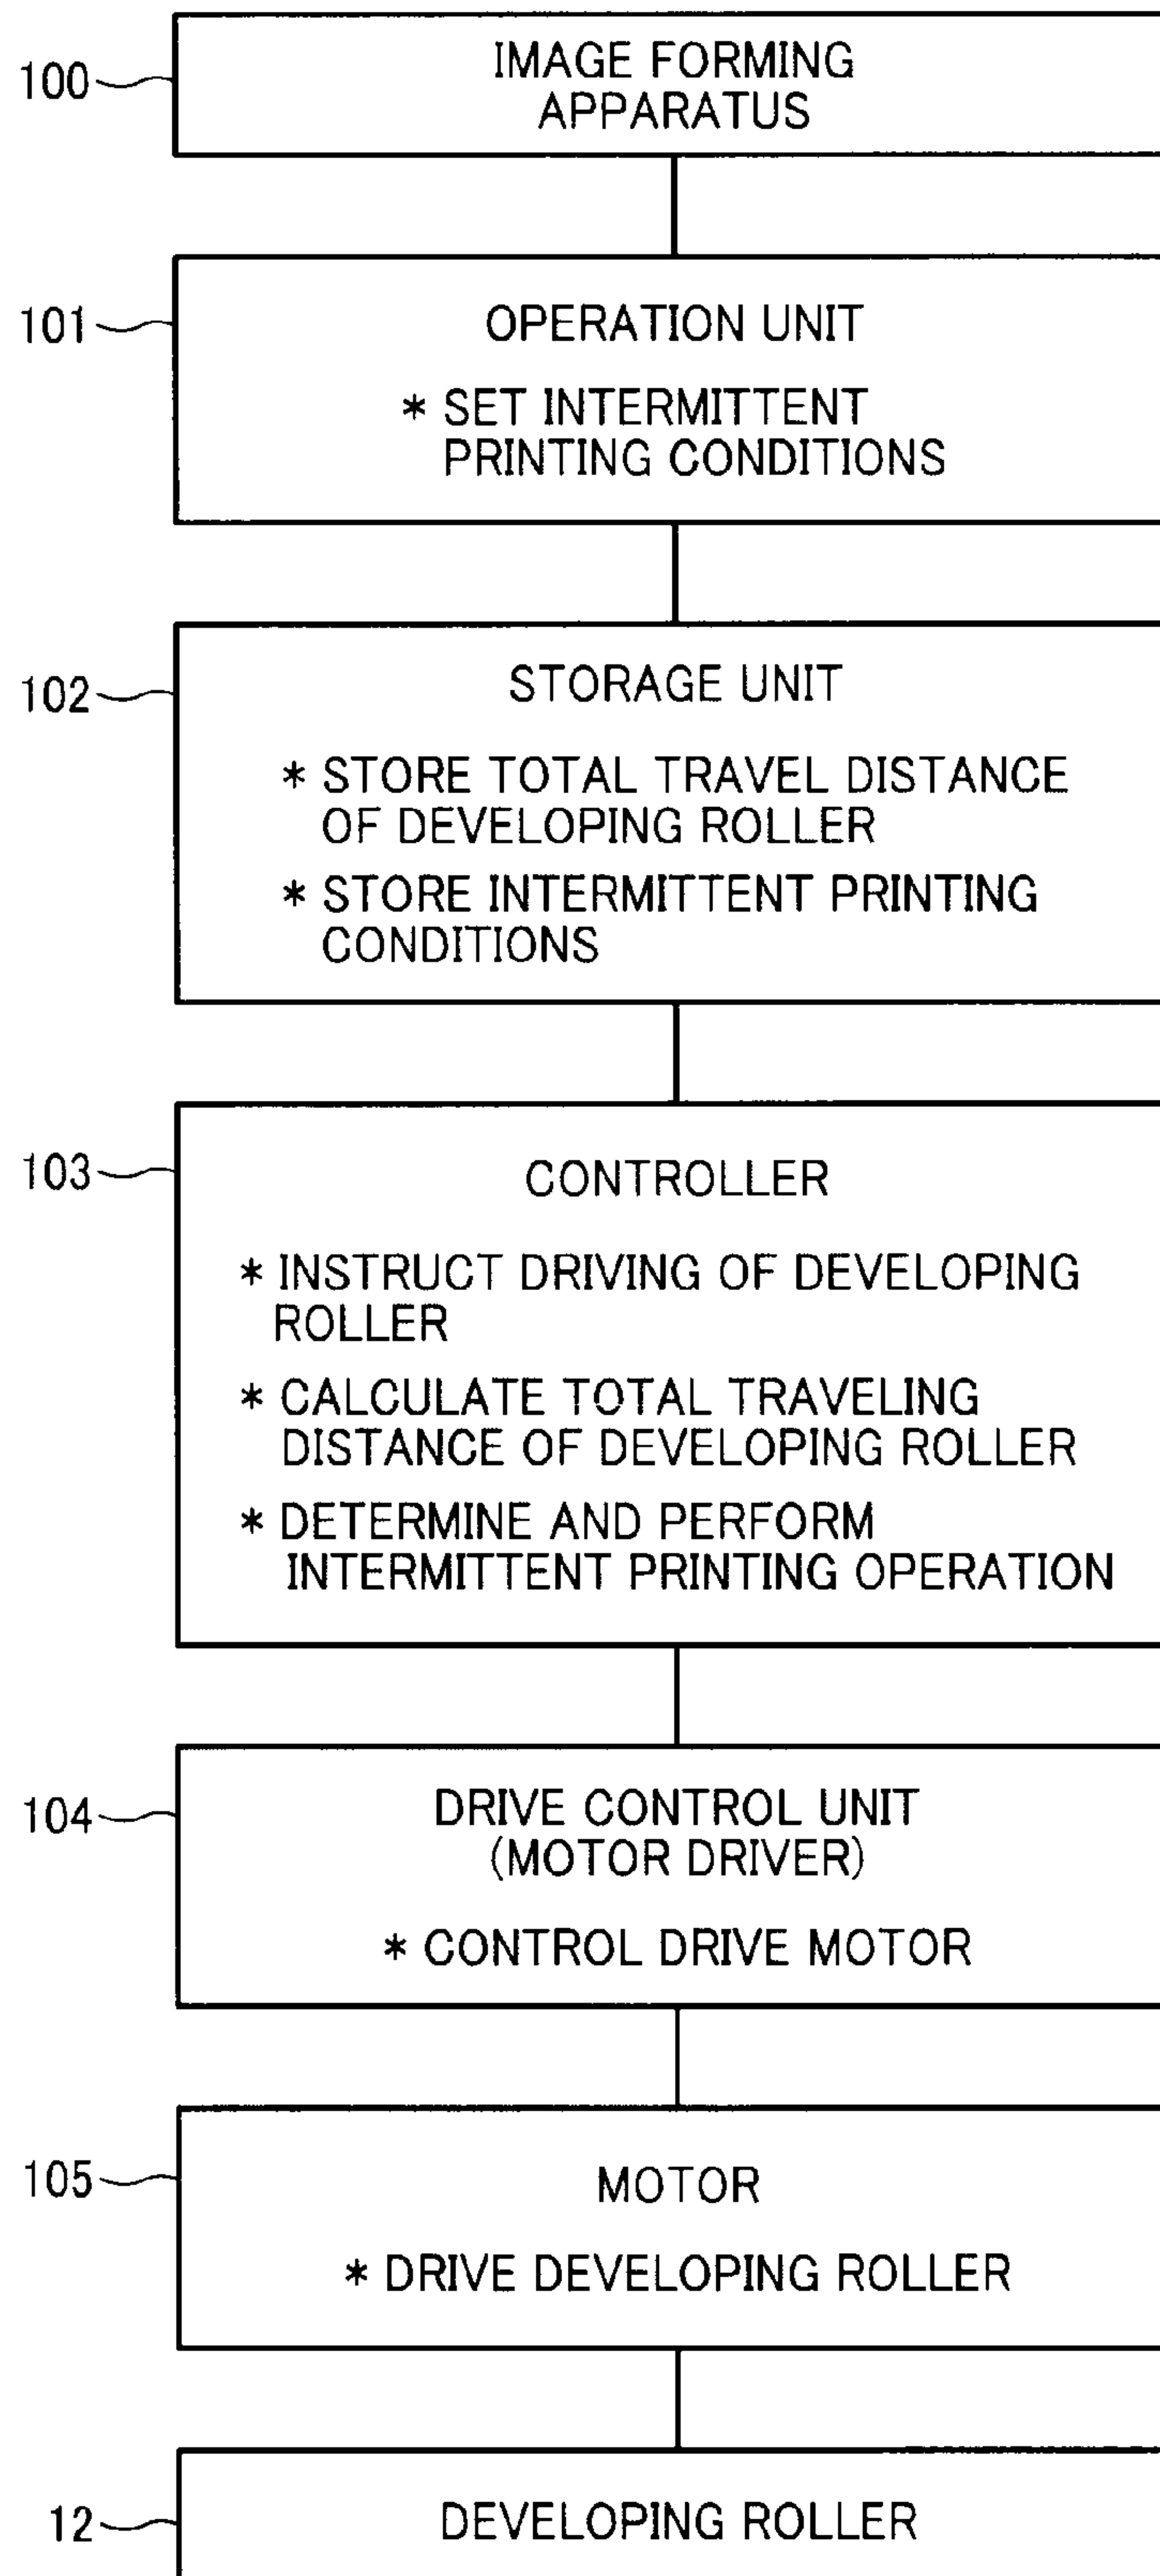 100
IMAGE FORMING
APPARATUS
101
OPERATION UNIT
* SET INTERMITTENT
PRINTING CONDITIONS
102
STORAGE UNIT
* STORE TOTAL TRAVEL DISTANCE
OF DEVELOPING ROLLER
* STORE INTERMITTENT PRINTING
CONDITIONS
103
CONTROLLER
* INSTRUCT DRIVING OF DEVELOPING
ROLLER
* CALCULATE TOTAL TRAVELING
DISTANCE OF DEVELOPING ROLLER
* DETERMINE AND PERFORM
INTERMITTENT PRINTING OPERATION
104
DRIVE CONTROL UNIT
(MOTOR DRIVER)
* CONTROL DRIVE MOTOR
105
MOTOR
* DRIVE DEVELOPING ROLLER
12
DEVELOPING ROLLER